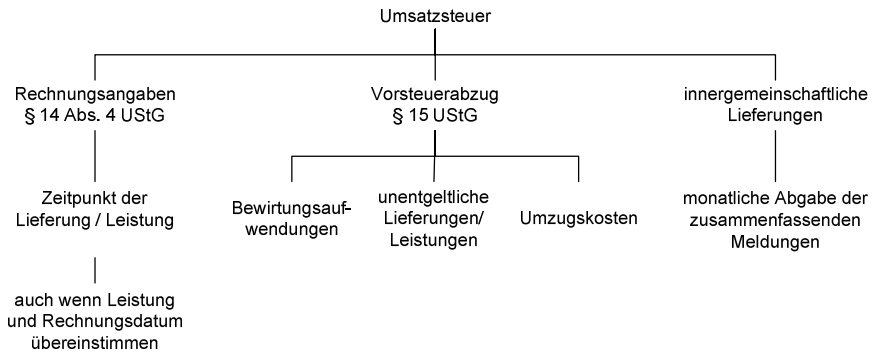 Umsatzsteuer
Rechnungsangaben
§ 14 Abs. 4 UStG
Vorsteuerabzug
§ 15 UStG
innergemeinschaftliche
Lieferungen
Zeitpunkt der
Lieferung / Leistung
Bewirtungsauf-
wendungen
unentgeltliche
Lieferungen/
Leistungen
Umzugskosten
monatliche Abgabe der
zusammenfassenden
Meldungen
auch wenn Leistung
und Rechnungsdatum
übereinstimmen